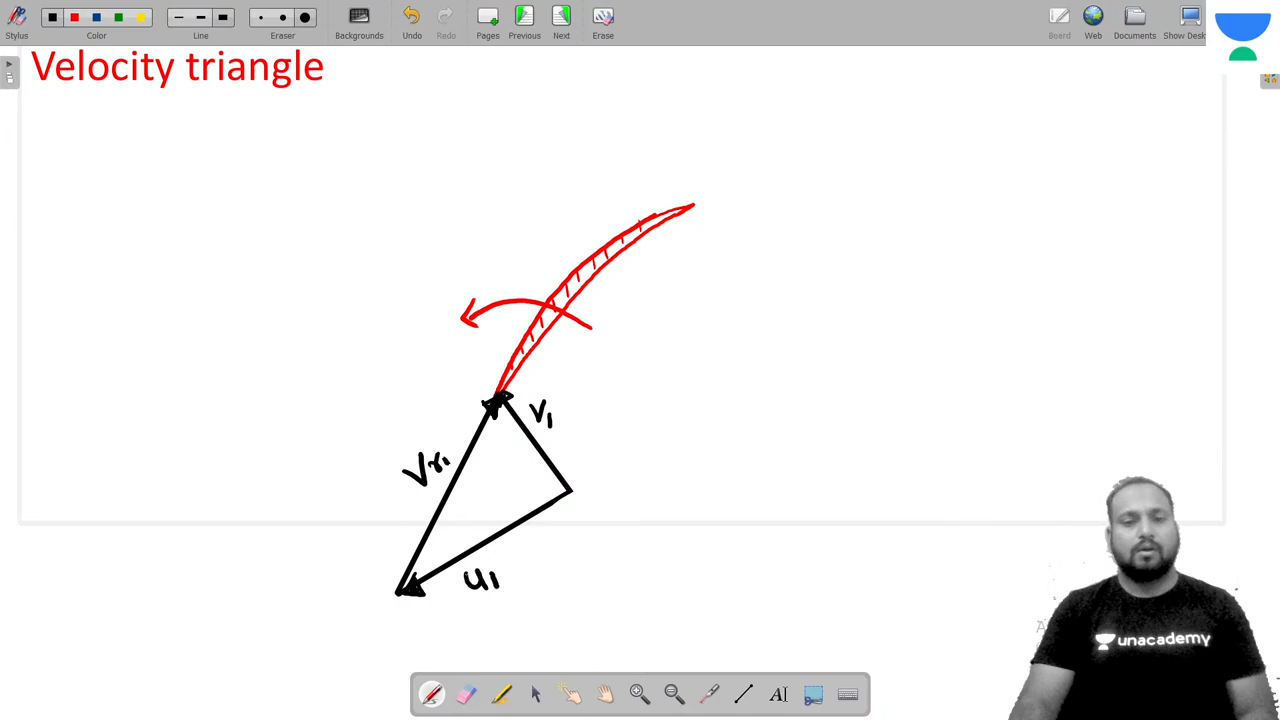 Stylus
Color
Line
Eraser
Backgrounds
Undo
Redo
Pages
Previous
Next
Erase
Board
Web
Documents
Show Desk
Velocity triangle
V1
Vr1
u1
unacademy
AI